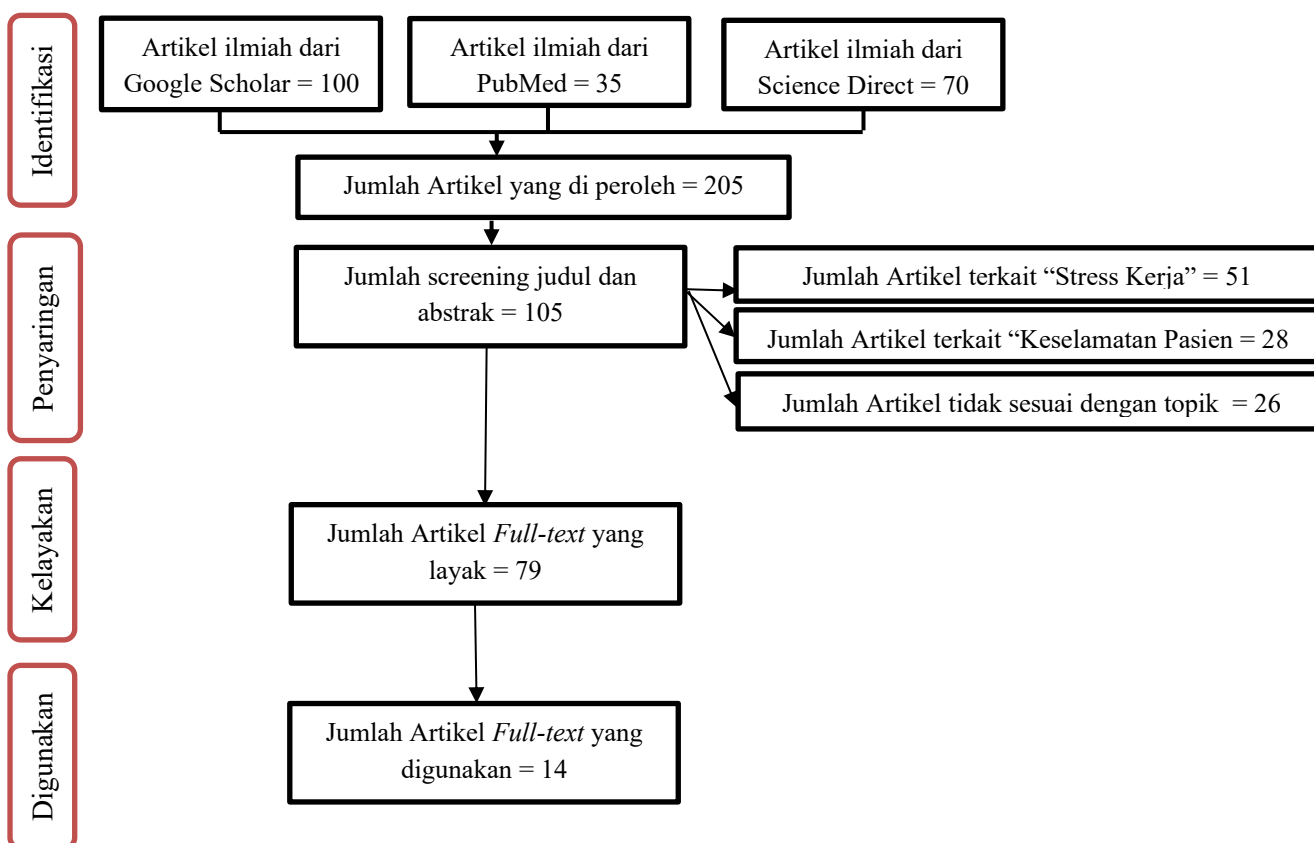 Identifikasi
Artikel ilmiah dari
Google Scholar = 100
Artikel ilmiah dari
PubMed = 35
Artikel ilmiah dari
Science Direct = 70
Jumlah Artikel yang di peroleh = 205
Penyaringan
Jumlah screening judul dan
abstrak = 105
Jumlah Artikel terkait “Stress Kerja” = 51
Jumlah Artikel terkait “Keselamatan Pasien = 28
Jumlah Artikel tidak sesuai dengan topik  = 26
Kelayakan
Jumlah Artikel Full-text yang
layak = 79
Digunakan
Jumlah Artikel Full-text yang
digunakan = 14